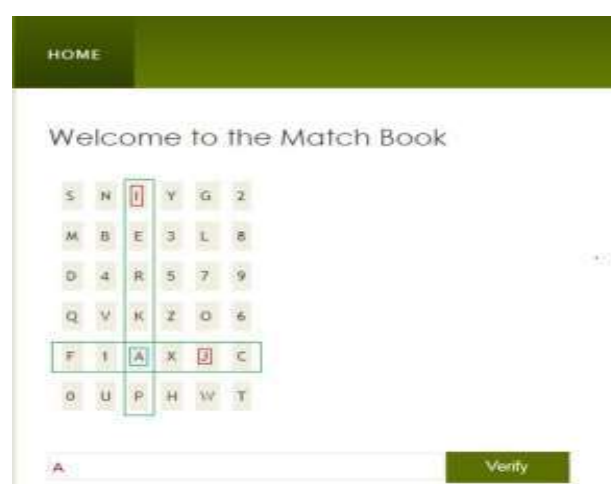 HOME
Welcome to the Match Book
S N I Y G 2
M B E 3 L 8
D 4 R 5 7 9
Q V K Z O 6
F 1 A X J C
0 U P H W T
A Verify